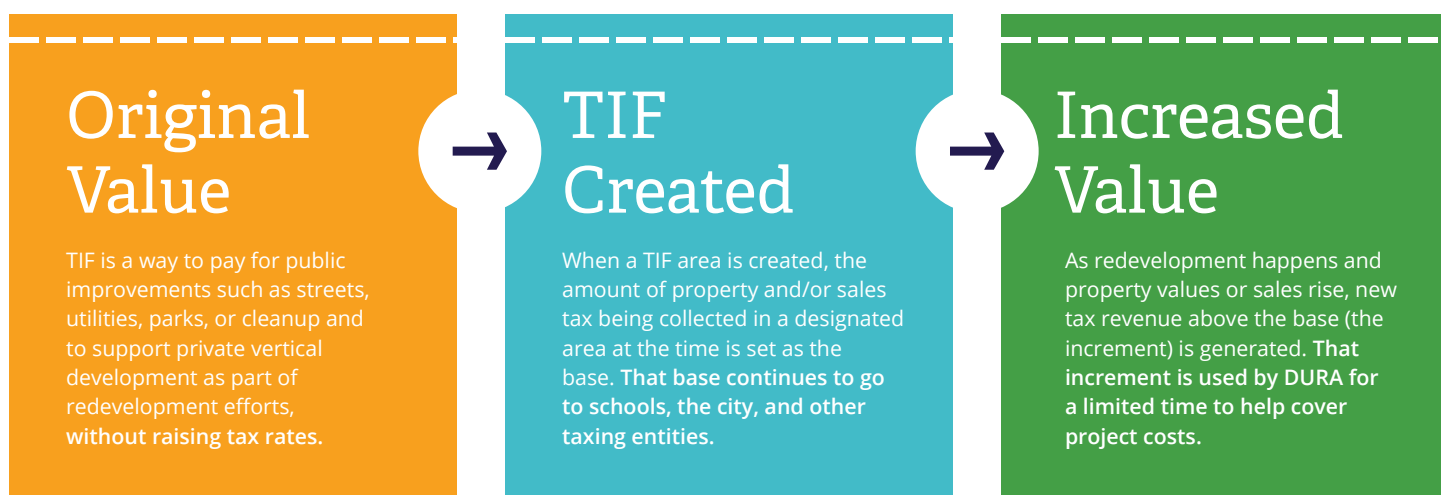 Original
Value
TIF is a way to pay for public
improvements such as streets,
utilities, parks, or cleanup and
to support private vertical
development as part of
redevelopment efforts,
without raising tax rates.
TIF
Created
When a TIF area is created, the
amount of property and/or sales
tax being collected in a designated
area at the time is set as the
base. That base continues to go
to schools, the city, and other
taxing entities.
Increased
Value
As redevelopment happens and
property values or sales rise, new
tax revenue above the base (the
increment) is generated. That
increment is used by DURA for
a limited time to help cover
project costs.